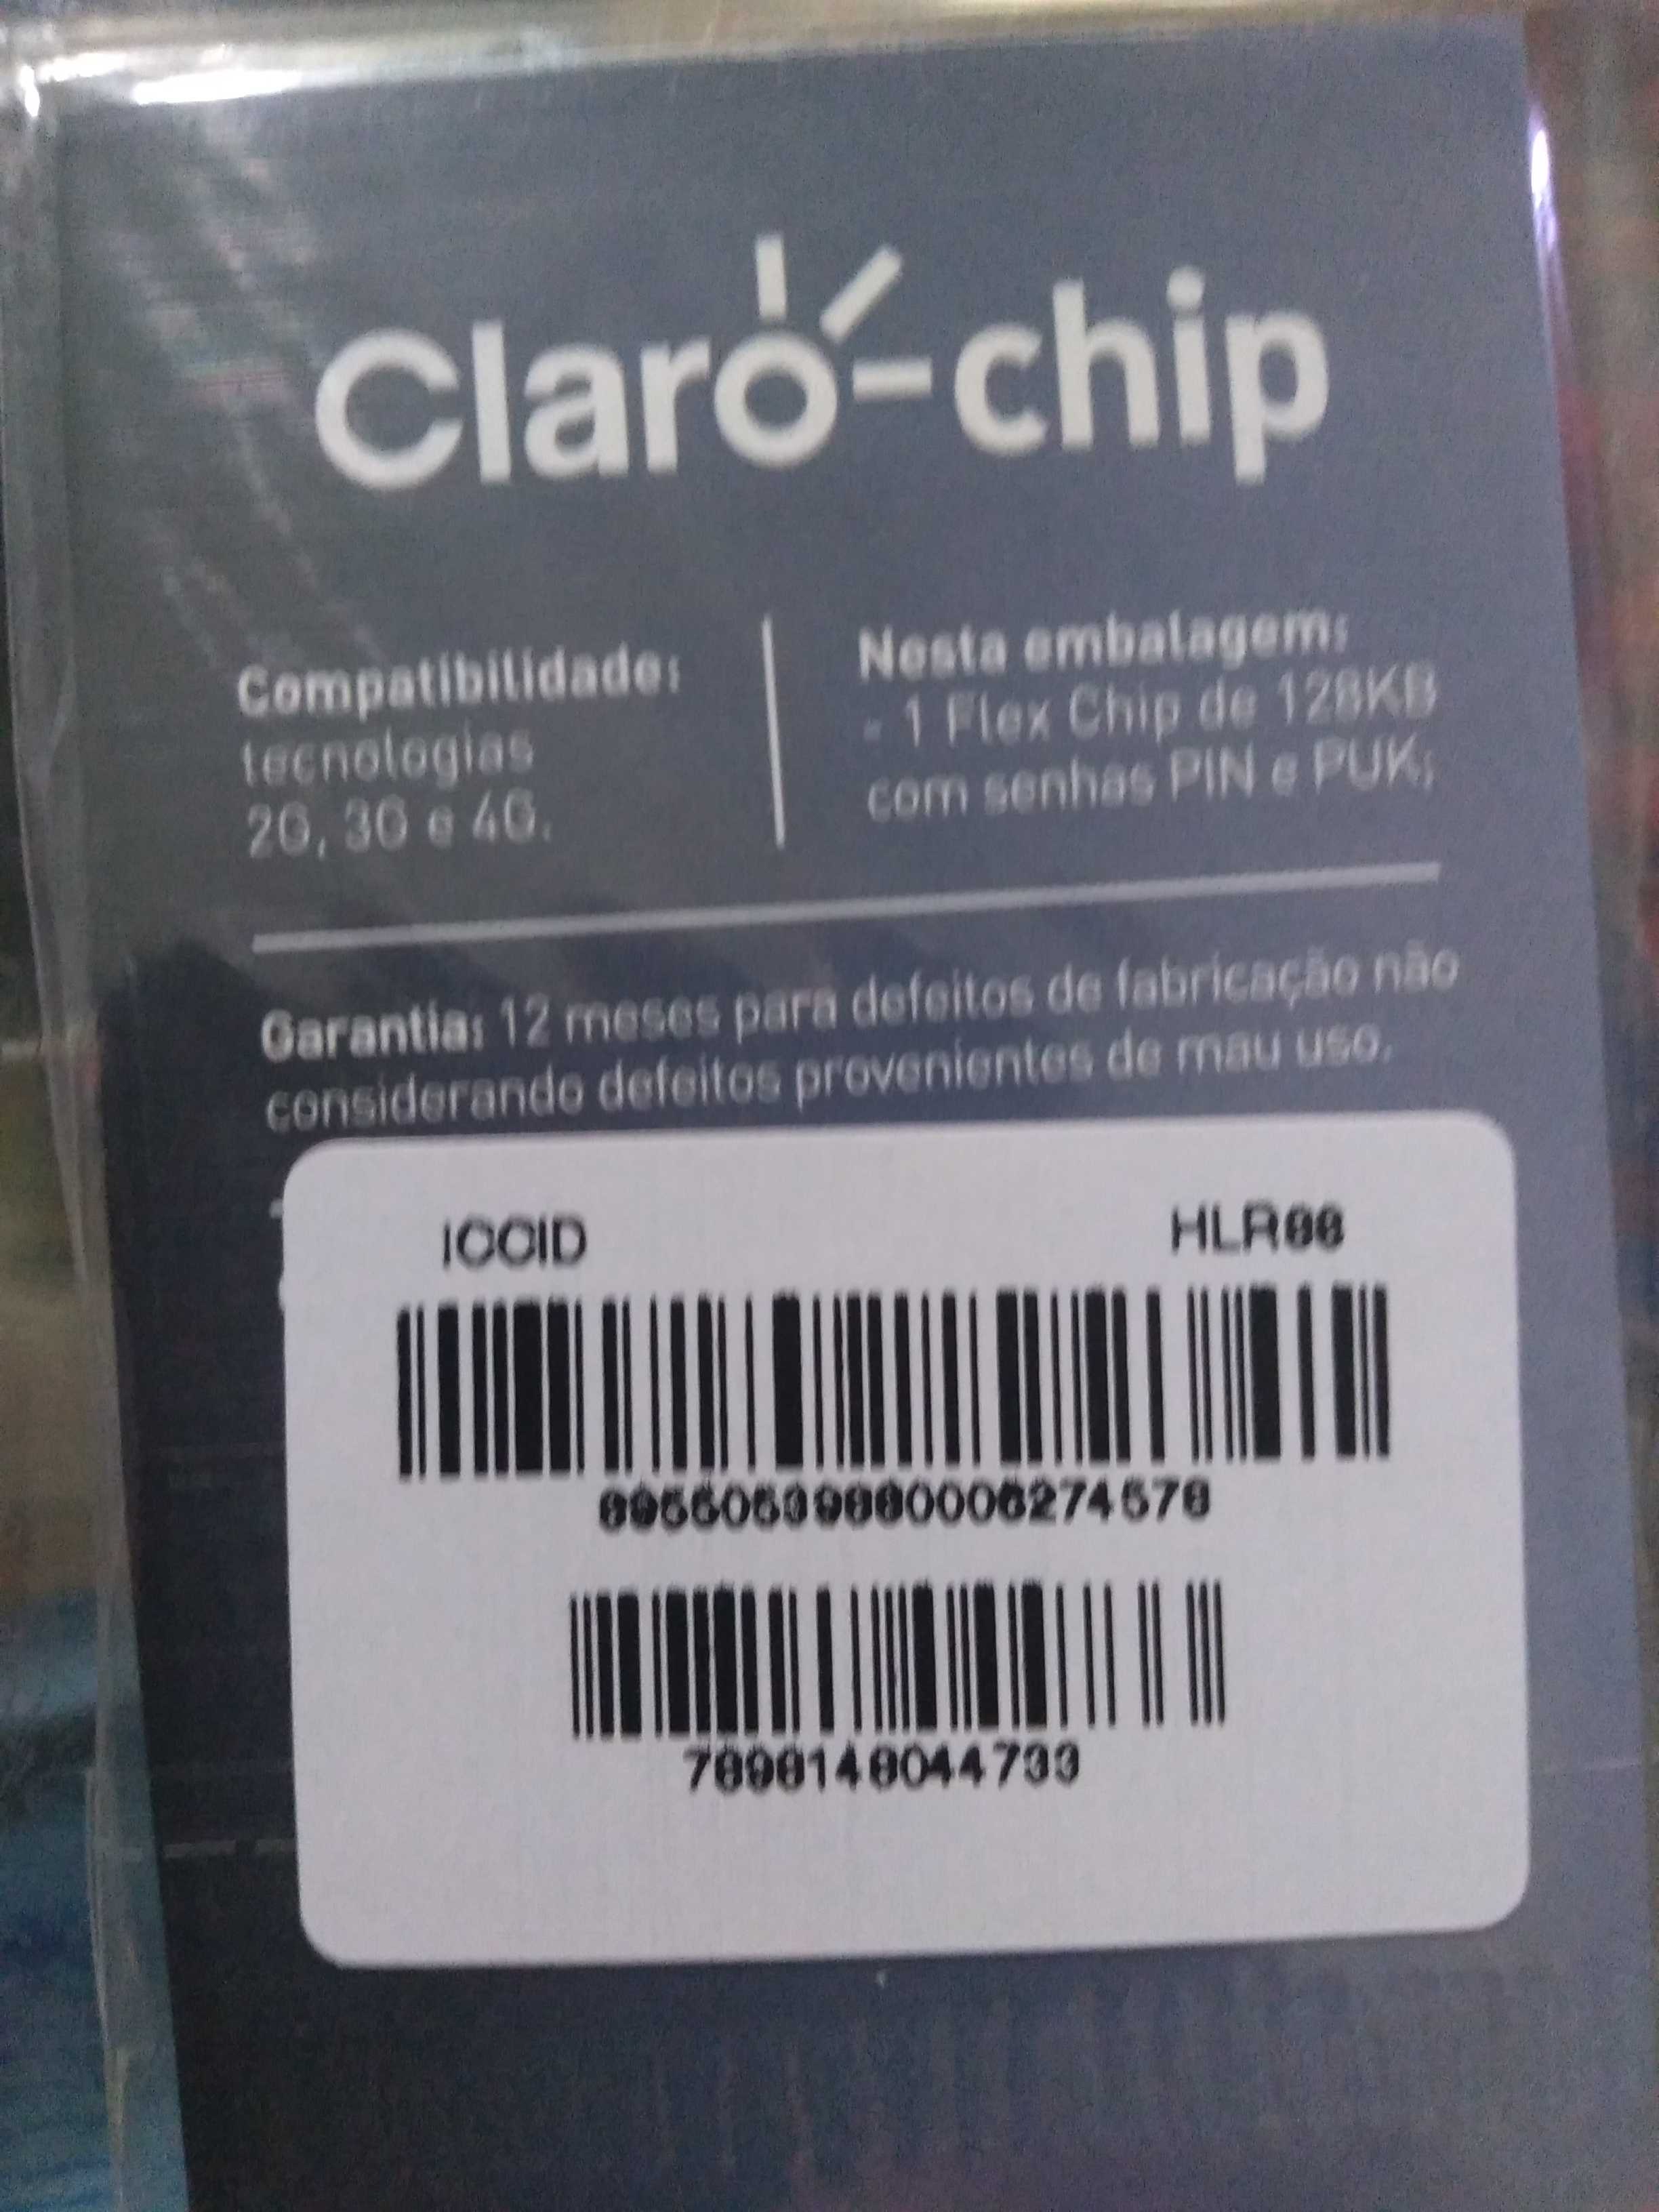 Claro-chip
Compatibilidade:
tecnologias
2G, 3G e 4G.
Nesta embalagem:
- 1 Flex Chip de 128KB
com senhas PIN e PUK;
Garantia: 12 meses para defeitos de fabricação não
considerando defeitos provenientes de mau uso.
ICCID
7898148044733